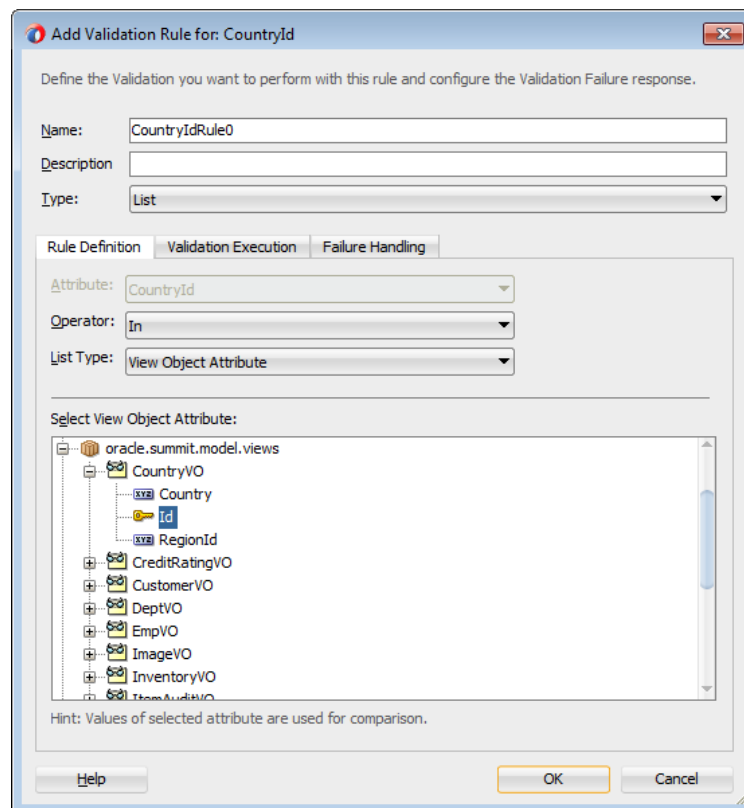 Add Validation Rule for: CountryId
Define the Validation you want to perform with this rule and configure the Validation Failure response.
Name: CountryIdRule0
Description
Type: List
Rule Definition Validation Execution Failure Handling
Attribute: CountryId
Operator: In
List Type: View Object Attribute
Select View Object Attribute:
oracle.summit.model.views
CountryVO
XYZ Country
Id
XYZ RegionId
CreditRatingVO
CustomerVO
DeptVO
EmpVO
ImageVO
InventoryVO
ItemAuditVO
Hint: Values of selected attribute are used for comparison.
Help OK Cancel